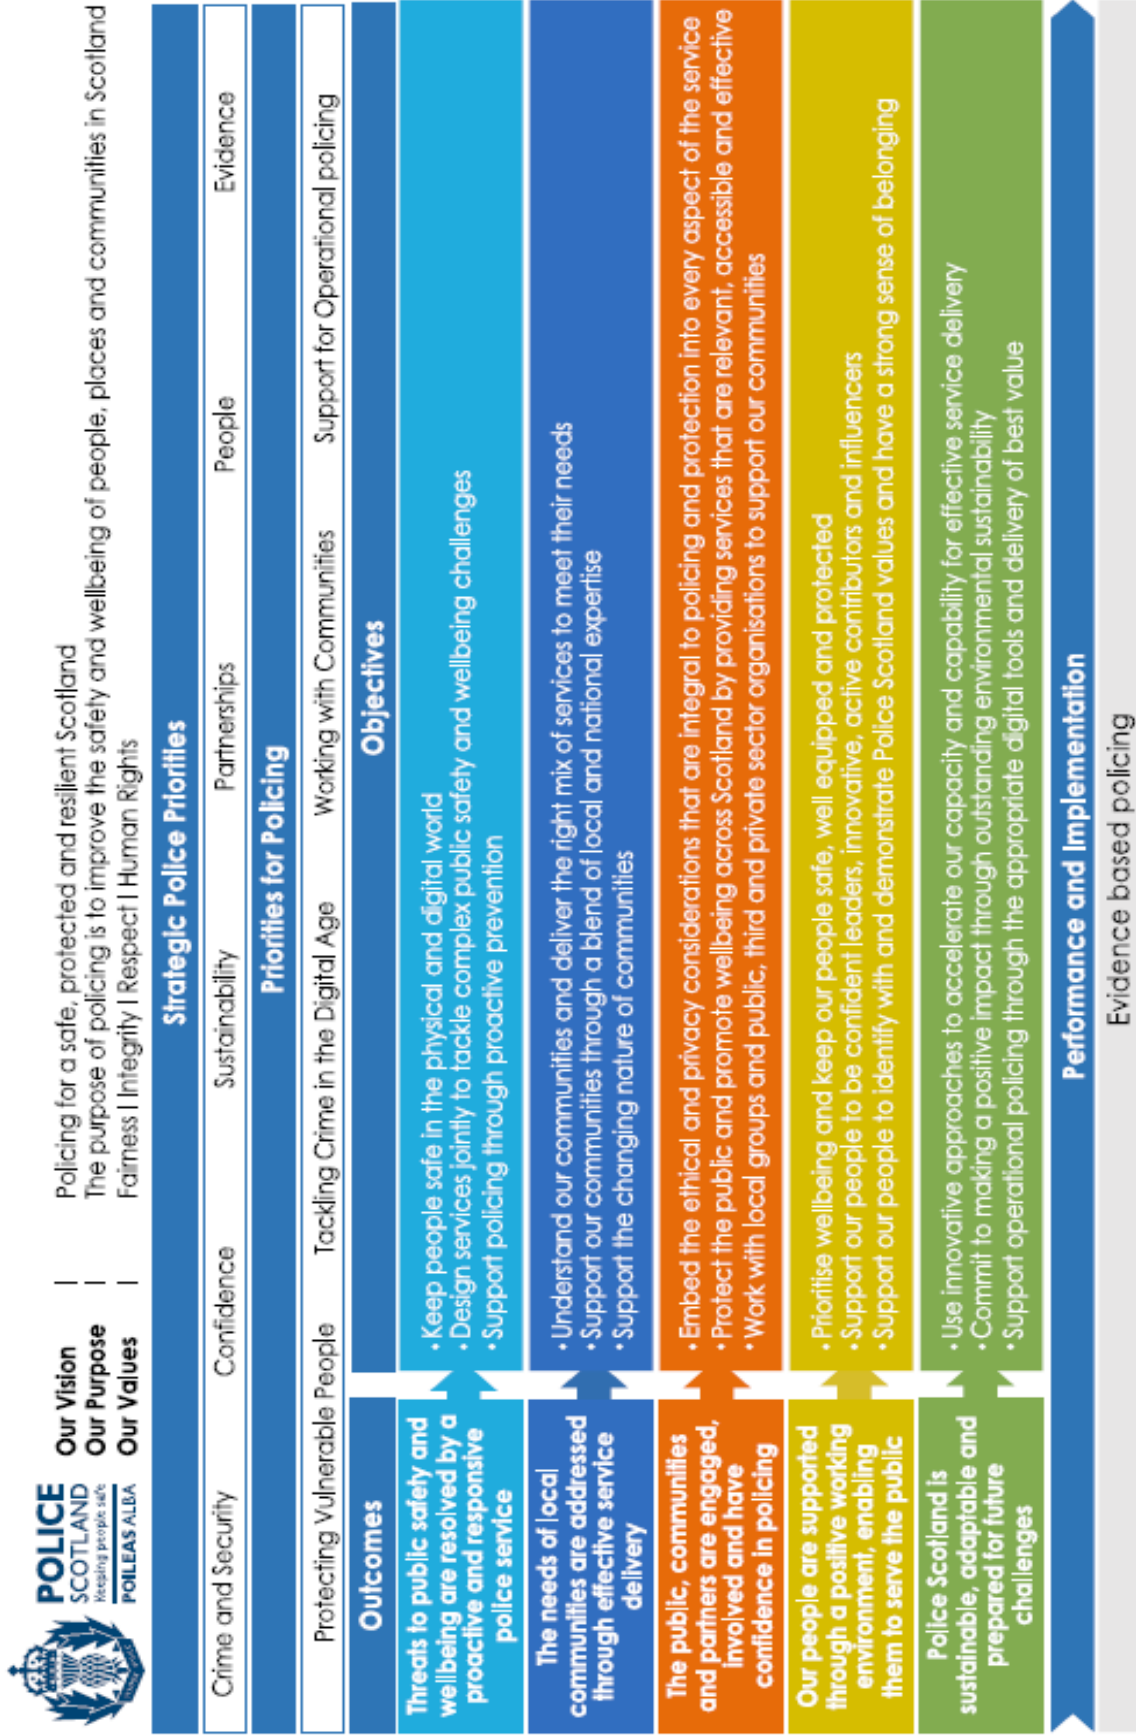 POLICE
SCOTLAND
Keeping people safe
POILEAS ALBA
Our Vision | Policing for a safe, protected and resilient Scotland
Our Purpose | The purpose of policing is to improve the safety and wellbeing of people, places and communities in Scotland
Our Values | Fairness | Integrity | Respect | Human Rights
Strategic Police Priorities
Crime and Security Confidence Sustainability Partnerships People Evidence
Priorities for Policing
Protecting Vulnerable People Tackling Crime in the Digital Age Working with Communities Support for Operational policing
Outcomes
Objectives
Threats to public safety and
wellbeing are resolved by a
proactive and responsive
police service
• Keep people safe in the physical and digital world
• Design services jointly to tackle complex public safety and wellbeing challenges
• Support policing through proactive prevention
The needs of local
communities are addressed
through effective service
delivery
• Understand our communities and deliver the right mix of services to meet their needs
• Support our communities through a blend of local and national expertise
• Support the changing nature of communities
The public, communities
and partners are engaged,
involved and have
confidence in policing
• Embed the ethical and privacy considerations that are integral to policing and protection into every aspect of the service
• Protect the public and promote wellbeing across Scotland by providing services that are relevant, accessible and effective
• Work with local groups and public, third and private sector organisations to support our communities
Our people are supported
through a positive working
environment, enabling
them to serve the public
• Prioritise wellbeing and keep our people safe, well equipped and protected
• Support our people to be confident leaders, innovative, active contributors and influencers
• Support our people to identify with and demonstrate Police Scotland values and have a strong sense of belonging
Police Scotland is
sustainable, adaptable and
prepared for future
challenges
• Use innovative approaches to accelerate our capacity and capability for effective service delivery
• Commit to making a positive impact through outstanding environmental sustainability
• Support operational policing through the appropriate digital tools and delivery of best value
Performance and Implementation
Evidence based policing